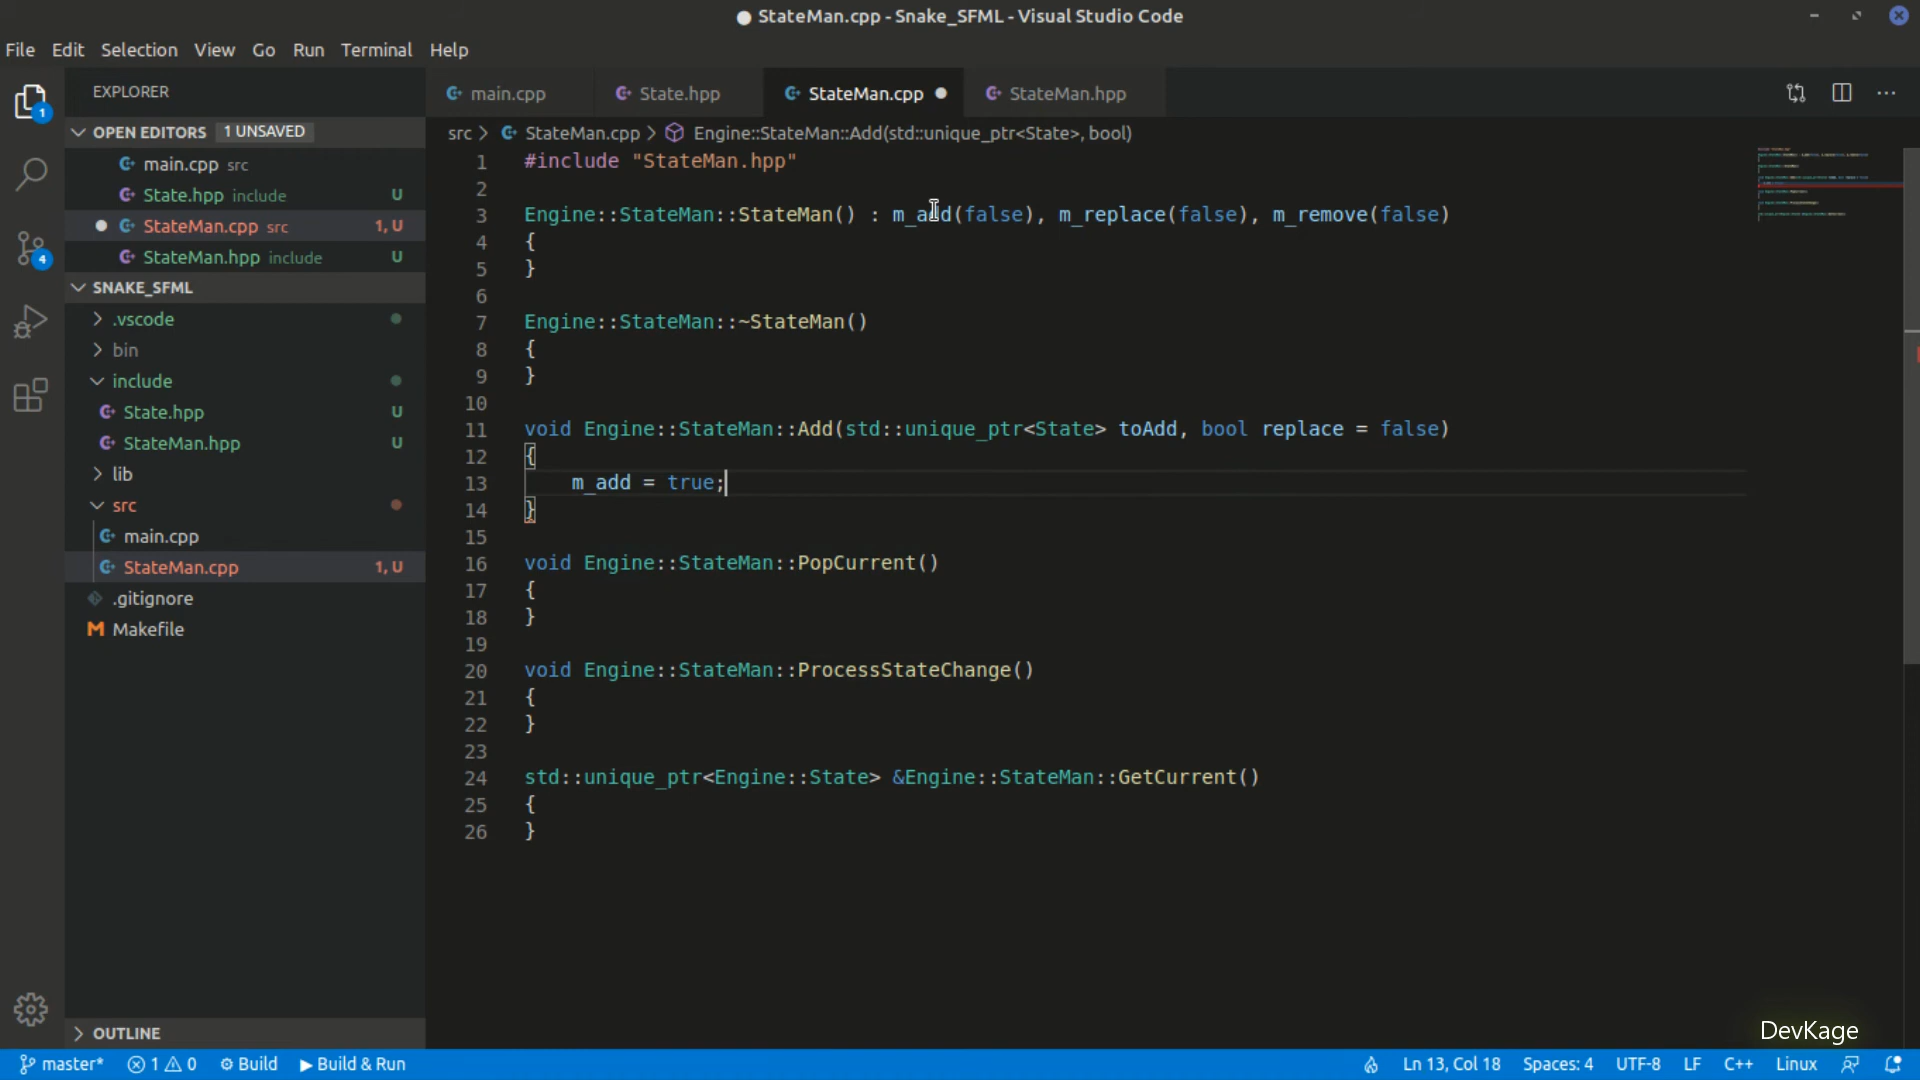 StateMan.cpp - Snake_SFML - Visual Studio Code
File Edit Selection View Go Run Terminal Help
1
EXPLORER
OPEN EDITORS 1 UNSAVED
main.cpp src
State.hpp include U
StateMan.cpp src 1, U
StateMan.hpp include U
4
SNAKE_SFML
.vscode
bin
include
State.hpp U
StateMan.hpp U
lib
src
main.cpp
StateMan.cpp 1, U
.gitignore
M Makefile
OUTLINE
main.cpp State.hpp StateMan.cpp StateMan.hpp
src > StateMan.cpp > Engine::StateMan::Add(std::unique_ptr<State>, bool)
1 #include "StateMan.hpp"
2
3 Engine::StateMan::StateMan() : m_add(false), m_replace(false), m_remove(false)
4 {
5 }
6
7 Engine::StateMan::~StateMan()
8 {
9 }
10
11 void Engine::StateMan::Add(std::unique_ptr<State> toAdd, bool replace = false)
12 {
13 m_add = true;
14 }
15
16 void Engine::StateMan::PopCurrent()
17 {
18 }
19
20 void Engine::StateMan::ProcessStateChange()
21 {
22 }
23
24 std::unique_ptr<Engine::State> &Engine::StateMan::GetCurrent()
25 {
26 }
DevKage
master* 1 0 Build Build & Run Ln 13, Col 18 Spaces: 4 UTF-8 LF C++ Linux